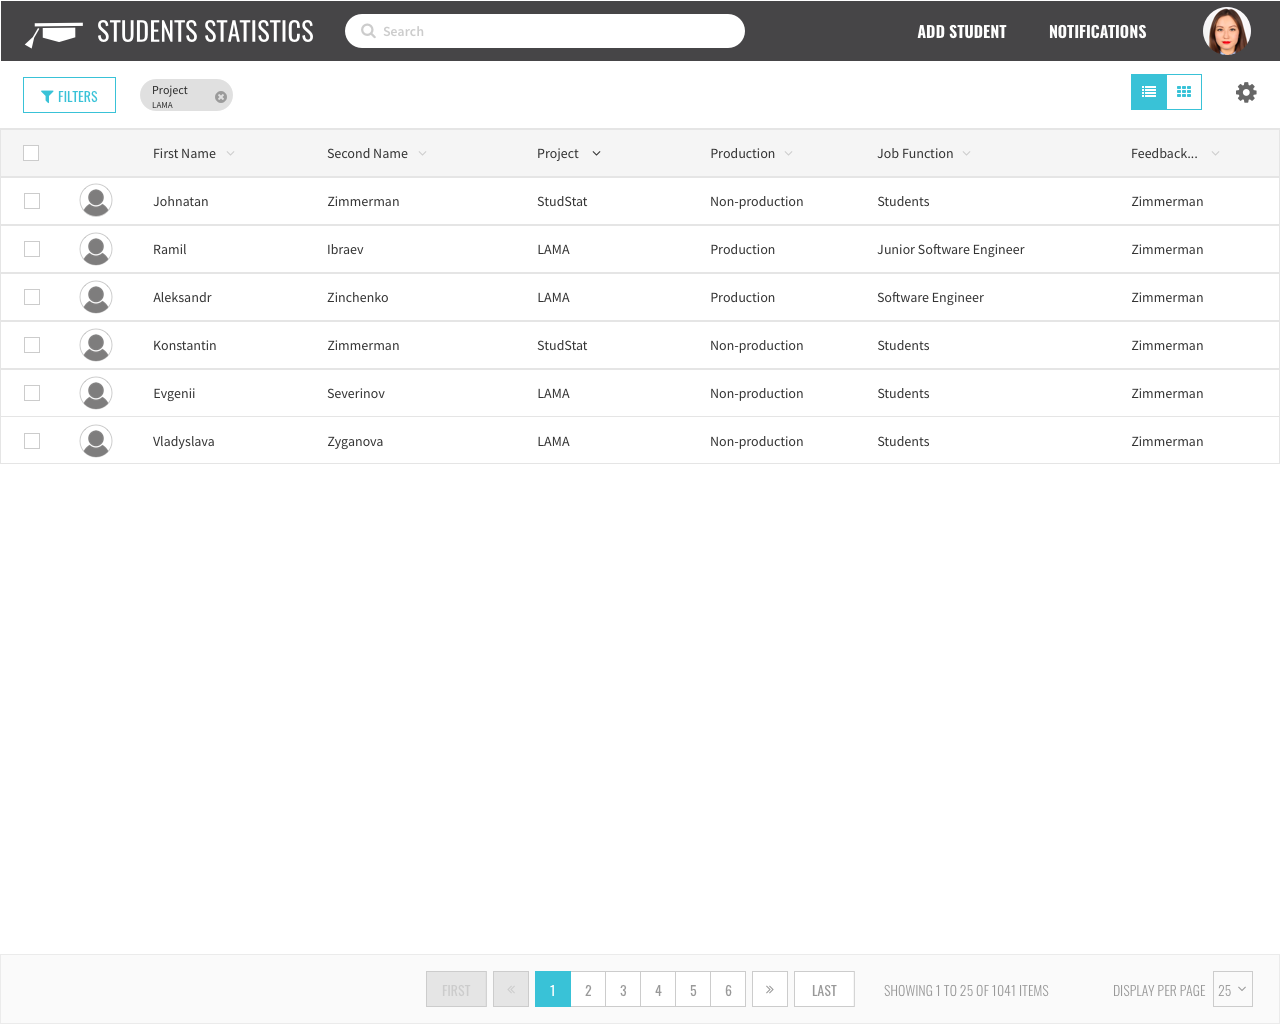 STUDENTS STATISTICS Search ADD STUDENT NOTIFICATIONS
FILTERS Project
LAMA
First Name Second Name Project Production Job Function Feedback...
Johnatan Zimmerman StudStat Non-production Students Zimmerman
Ramil Ibraev LAMA Production Junior Software Engineer Zimmerman
Aleksandr Zinchenko LAMA Production Software Engineer Zimmerman
Konstantin Zimmerman StudStat Non-production Students Zimmerman
Evgenii Severinov LAMA Non-production Students Zimmerman
Vladyslava Zyganova LAMA Non-production Students Zimmerman
FIRST « 1 2 3 4 5 6 » LAST SHOWING 1 TO 25 OF 1041 ITEMS DISPLAY PER PAGE 25